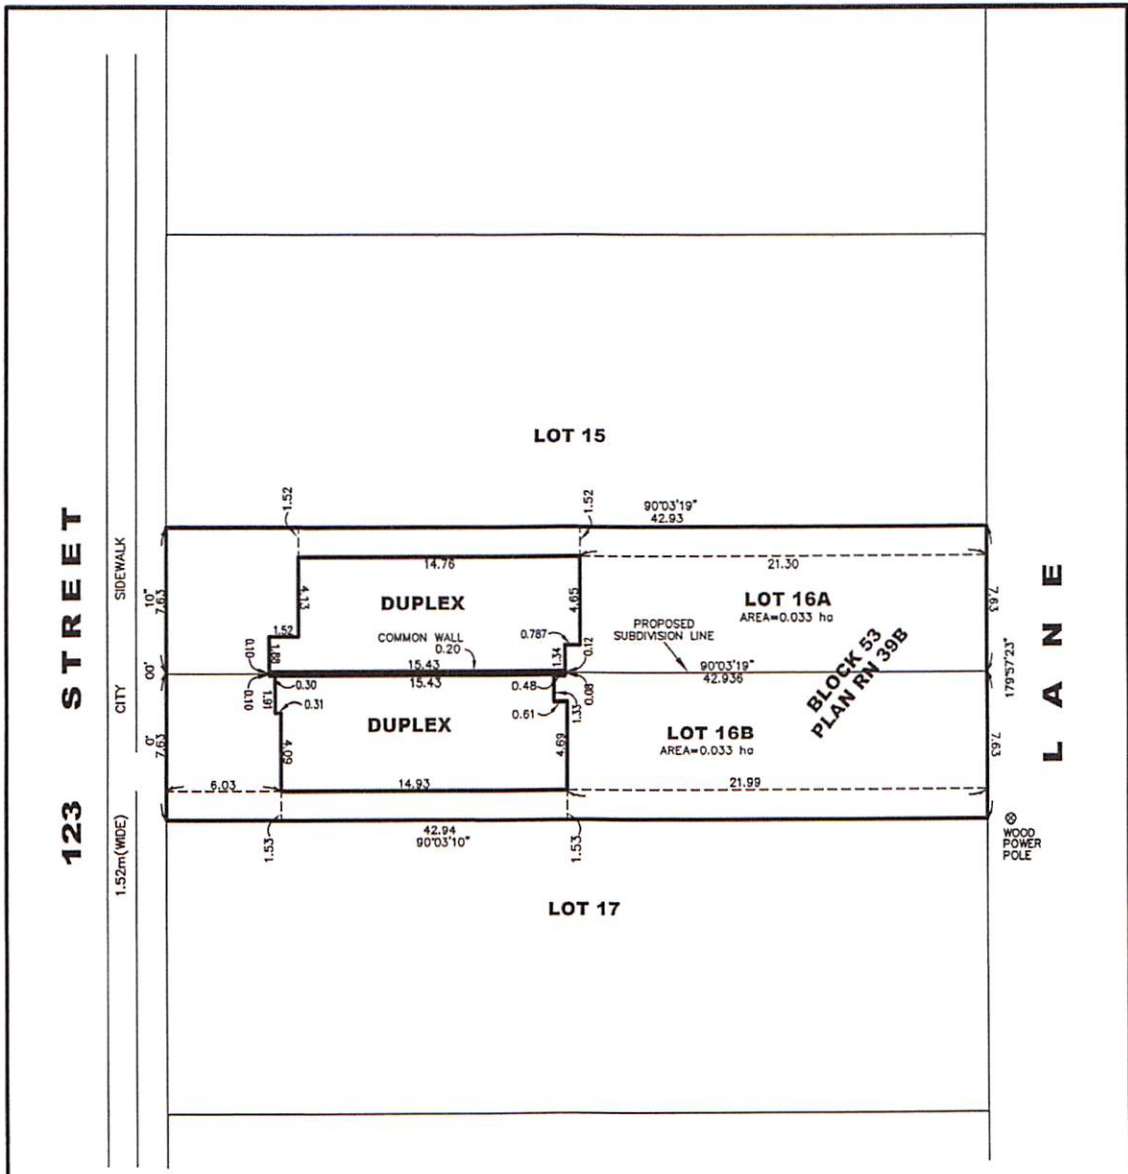 LOT 15
1.52
1.52
90°03'19"
42.93
14.76
21.30
4.13
DUPLEX
4.65
LOT 16A
AREA=0.033 ha
7.63
7.63
10"
1.52
COMMON WALL
0.20
0.787
PROPOSED
SUBDIVISION LINE
0.10
1.88
1.34
0.12
15.43
90°03'19"
42.936
BLOCK 53
PLAN RN 39B
00'
179°57'23"
0.10
1.91
0.30
15.43
0.48
0.08
0.31
0.61
1.33
DUPLEX
LOT 16B
AREA=0.033 ha
0°
7.63
4.09
4.69
7.63
6.03
14.93
21.99
1.53
42.94
90°03'10"
1.53
WOOD
POWER
POLE
LOT 17
123 STREET
1.52m(WIDE) CITY SIDEWALK
LANE